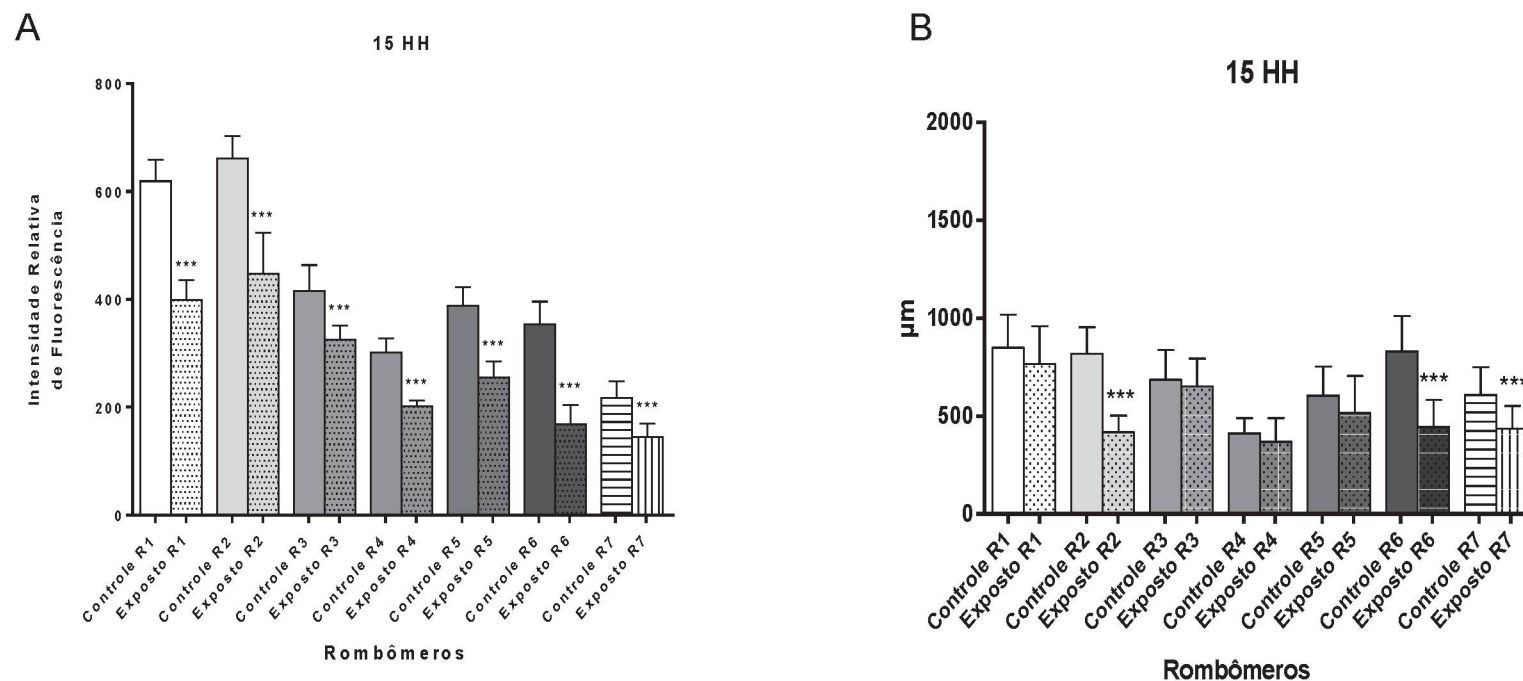 A
15 HH
800
600
400
200
0
Intensidade Relativa
de Fluorescência
***
***
***
***
***
***
***
Controle R1
Exposto R1
Controle R2
Exposto R2
Controle R3
Exposto R3
Controle R4
Exposto R4
Controle R5
Exposto R5
Controle R6
Exposto R6
Controle R7
Exposto R7
Rombômeros
B
15 HH
2000
1500
1000
500
0
µm
***
***
***
Controle R1
Exposto R1
Controle R2
Exposto R2
Controle R3
Exposto R3
Controle R4
Exposto R4
Controle R5
Exposto R5
Controle R6
Exposto R6
Controle R7
Exposto R7
Rombômeros